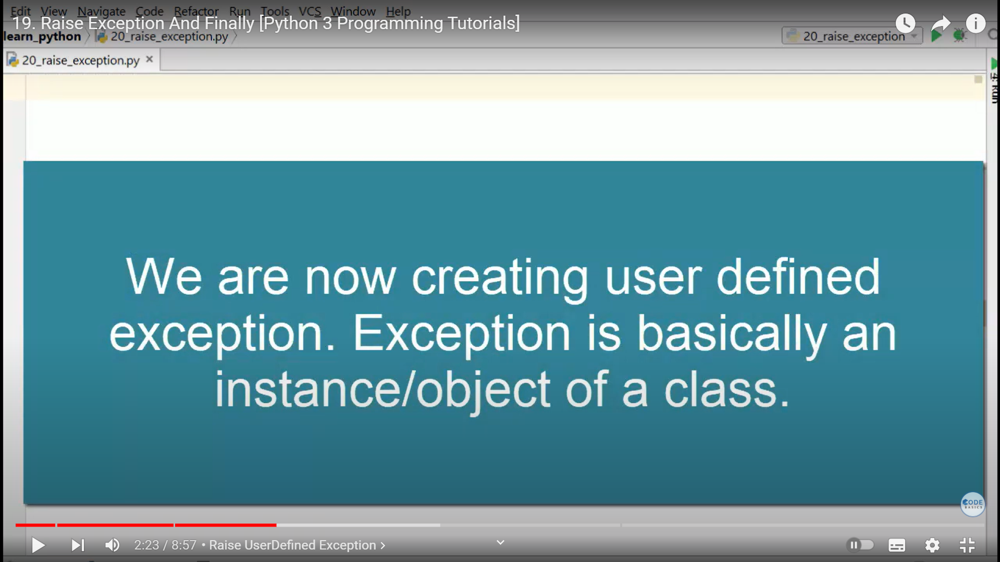 Edit View Navigate Code Refactor Run Tools VCS Window Help
19. Raise Exception And Finally [Python 3 Programming Tutorials]
learn_python 20_raise_exception.py
20_raise_exception
20_raise_exception.py
4: Run
We are now creating user defined
exception. Exception is basically an
instance/object of a class.
CODE
BASICS
2:23 / 8:57 • Raise UserDefined Exception